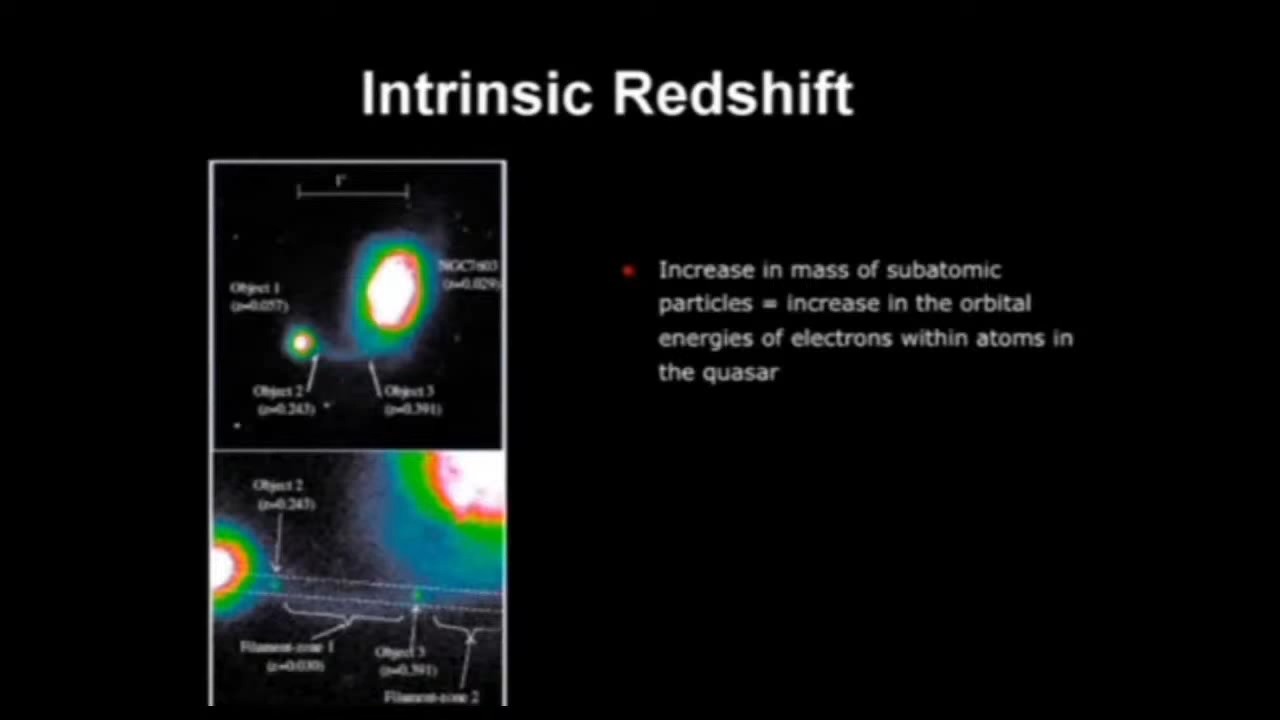 Intrinsic Redshift
1'
NGC7603
(z=0.029)
Object 1
(z=0.057)
Object 2
(z=0.243)
Object 3
(z=0.391)
Increase in mass of subatomic
particles = increase in the orbital
energies of electrons within atoms in
the quasar
Object 2
(z=0.243)
Filament-zone 1
(z=0.030)
Object 3
(z=0.391)
Filament-zone 2